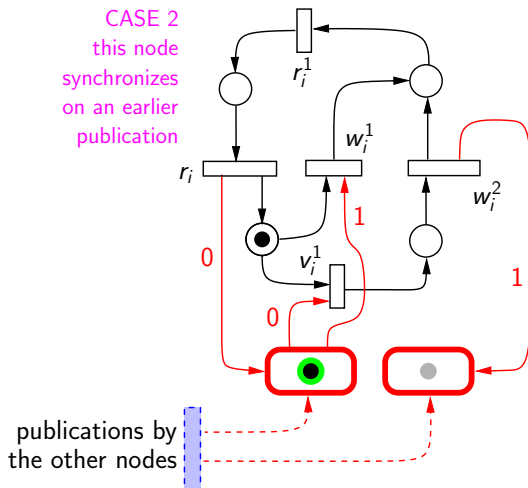 CASE 2
this node
synchronizes
on an earlier
publication
r_i^1
w_i^1
r_i
w_i^2
1
0
v_i^1
0
1
publications by
the other nodes